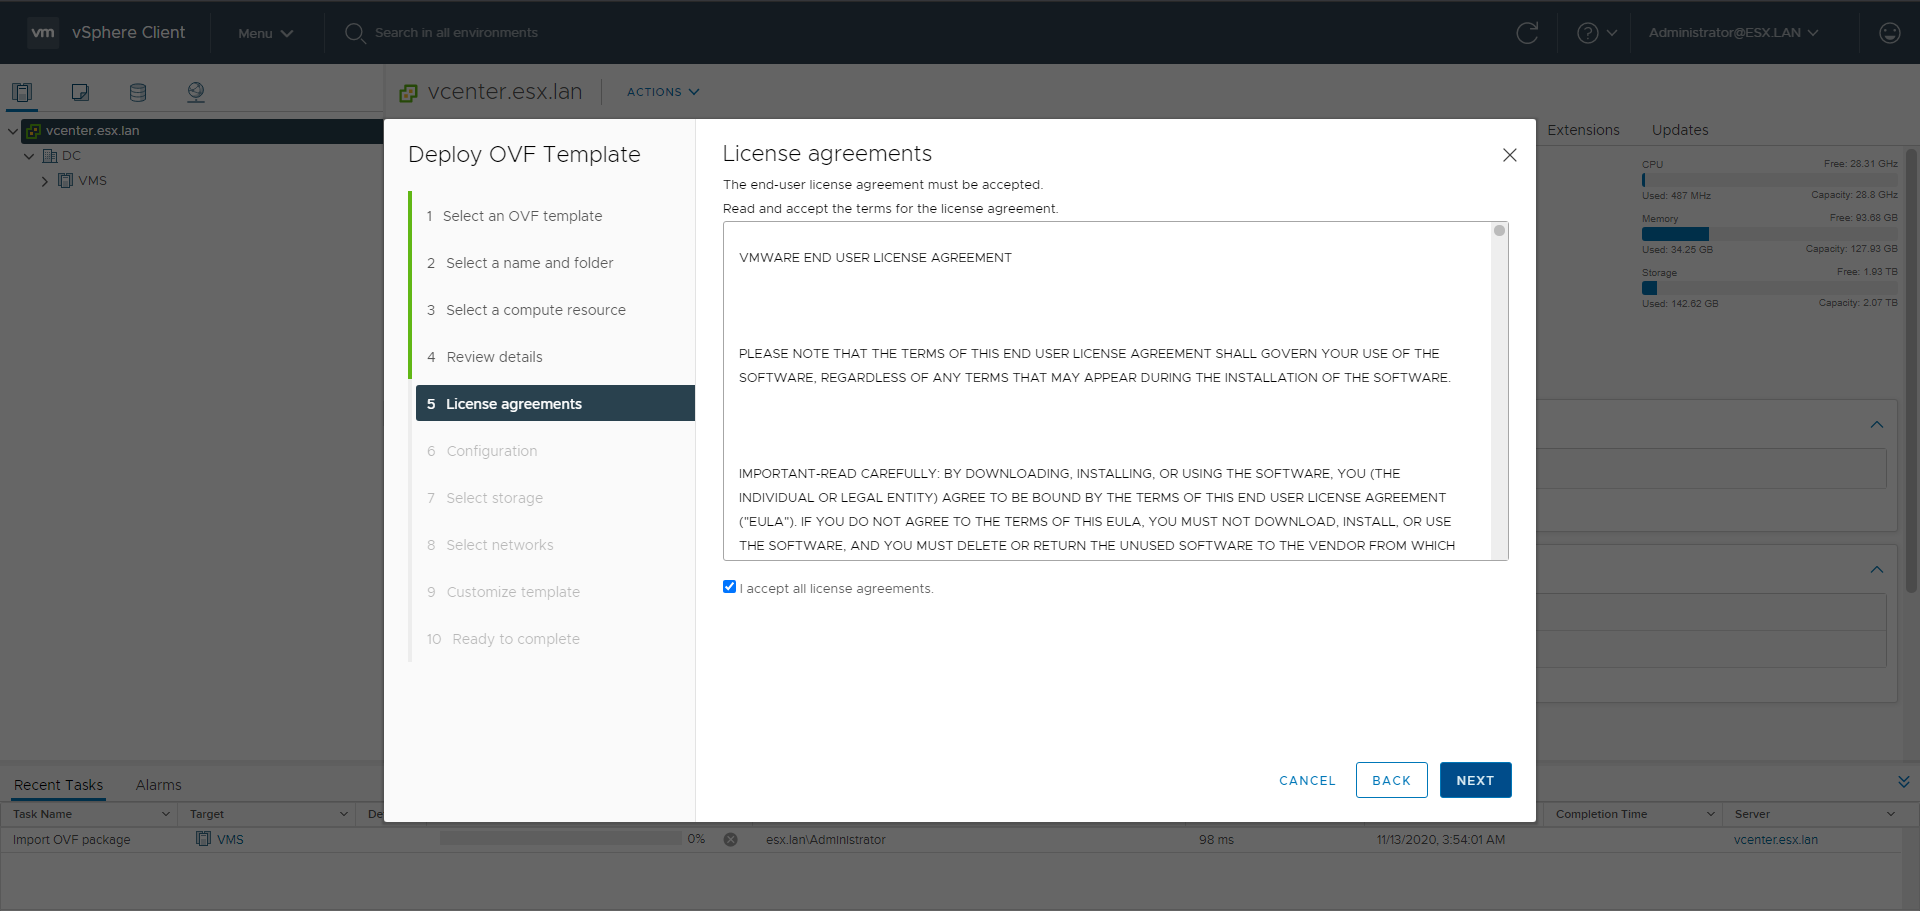 vm vSphere Client Menu Search in all environments Administrator@ESX.LAN
vcenter.esx.lan ACTIONS
vcenter.esx.lan
DC
VMS
Extensions Updates
CPU Free: 28.31 GHz
Used: 487 MHz Capacity: 28.8 GHz
Memory Free: 93.68 GB
Used: 34.25 GB Capacity: 127.93 GB
Storage Free: 1.93 TB
Used: 142.62 GB Capacity: 2.07 TB
Deploy OVF Template
1 Select an OVF template
2 Select a name and folder
3 Select a compute resource
4 Review details
5 License agreements
6 Configuration
7 Select storage
8 Select networks
9 Customize template
10 Ready to complete
License agreements
The end-user license agreement must be accepted.
Read and accept the terms for the license agreement.
VMWARE END USER LICENSE AGREEMENT
PLEASE NOTE THAT THE TERMS OF THIS END USER LICENSE AGREEMENT SHALL GOVERN YOUR USE OF THE
SOFTWARE, REGARDLESS OF ANY TERMS THAT MAY APPEAR DURING THE INSTALLATION OF THE SOFTWARE.
IMPORTANT-READ CAREFULLY: BY DOWNLOADING, INSTALLING, OR USING THE SOFTWARE, YOU (THE
INDIVIDUAL OR LEGAL ENTITY) AGREE TO BE BOUND BY THE TERMS OF THIS END USER LICENSE AGREEMENT
("EULA"). IF YOU DO NOT AGREE TO THE TERMS OF THIS EULA, YOU MUST NOT DOWNLOAD, INSTALL, OR USE
THE SOFTWARE, AND YOU MUST DELETE OR RETURN THE UNUSED SOFTWARE TO THE VENDOR FROM WHICH
I accept all license agreements.
CANCEL BACK NEXT
Recent Tasks Alarms
Task Name Target De Completion Time Server
Import OVF package VMS 0% esx.lan\Administrator 98 ms 11/13/2020, 3:54:01 AM vcenter.esx.lan